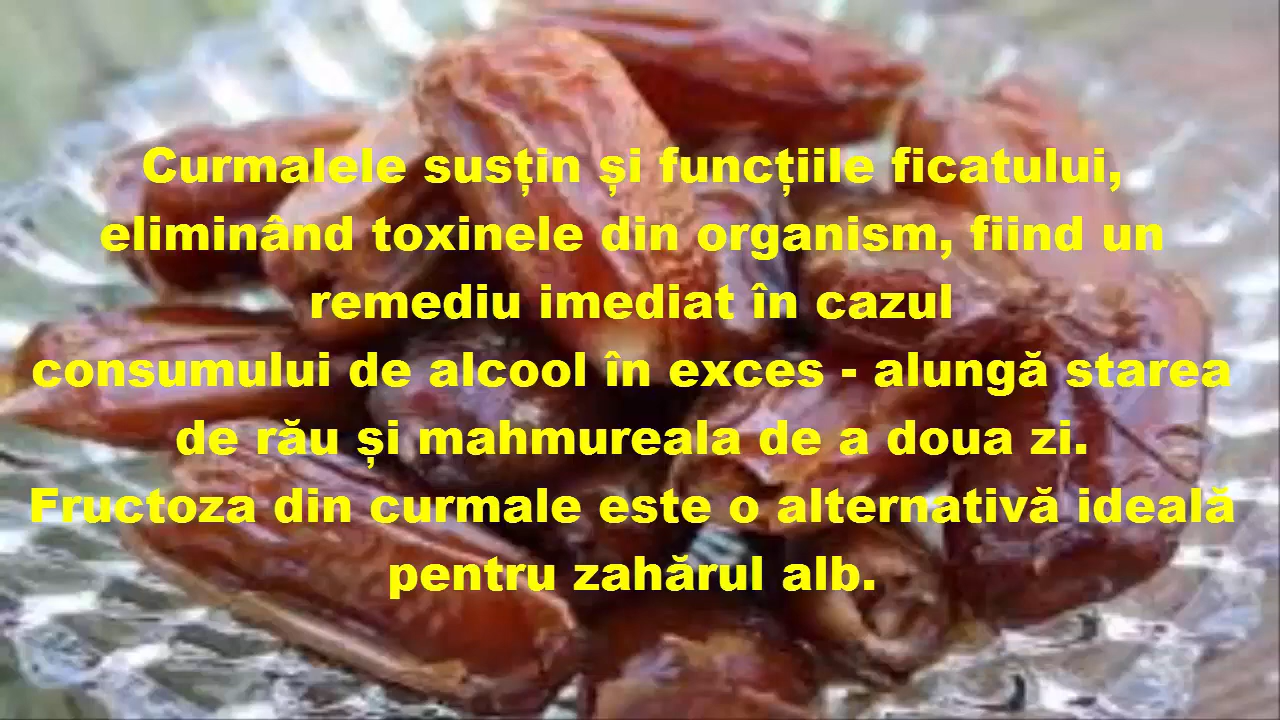 Curmalele susțin și funcțiile ficatului,
eliminând toxinele din organism, fiind un
remediu imediat în cazul
consumului de alcool în exces - alungă starea
de rău și mahmureala de a doua zi.
Fructoza din curmale este o alternativă ideală
pentru zahărul alb.